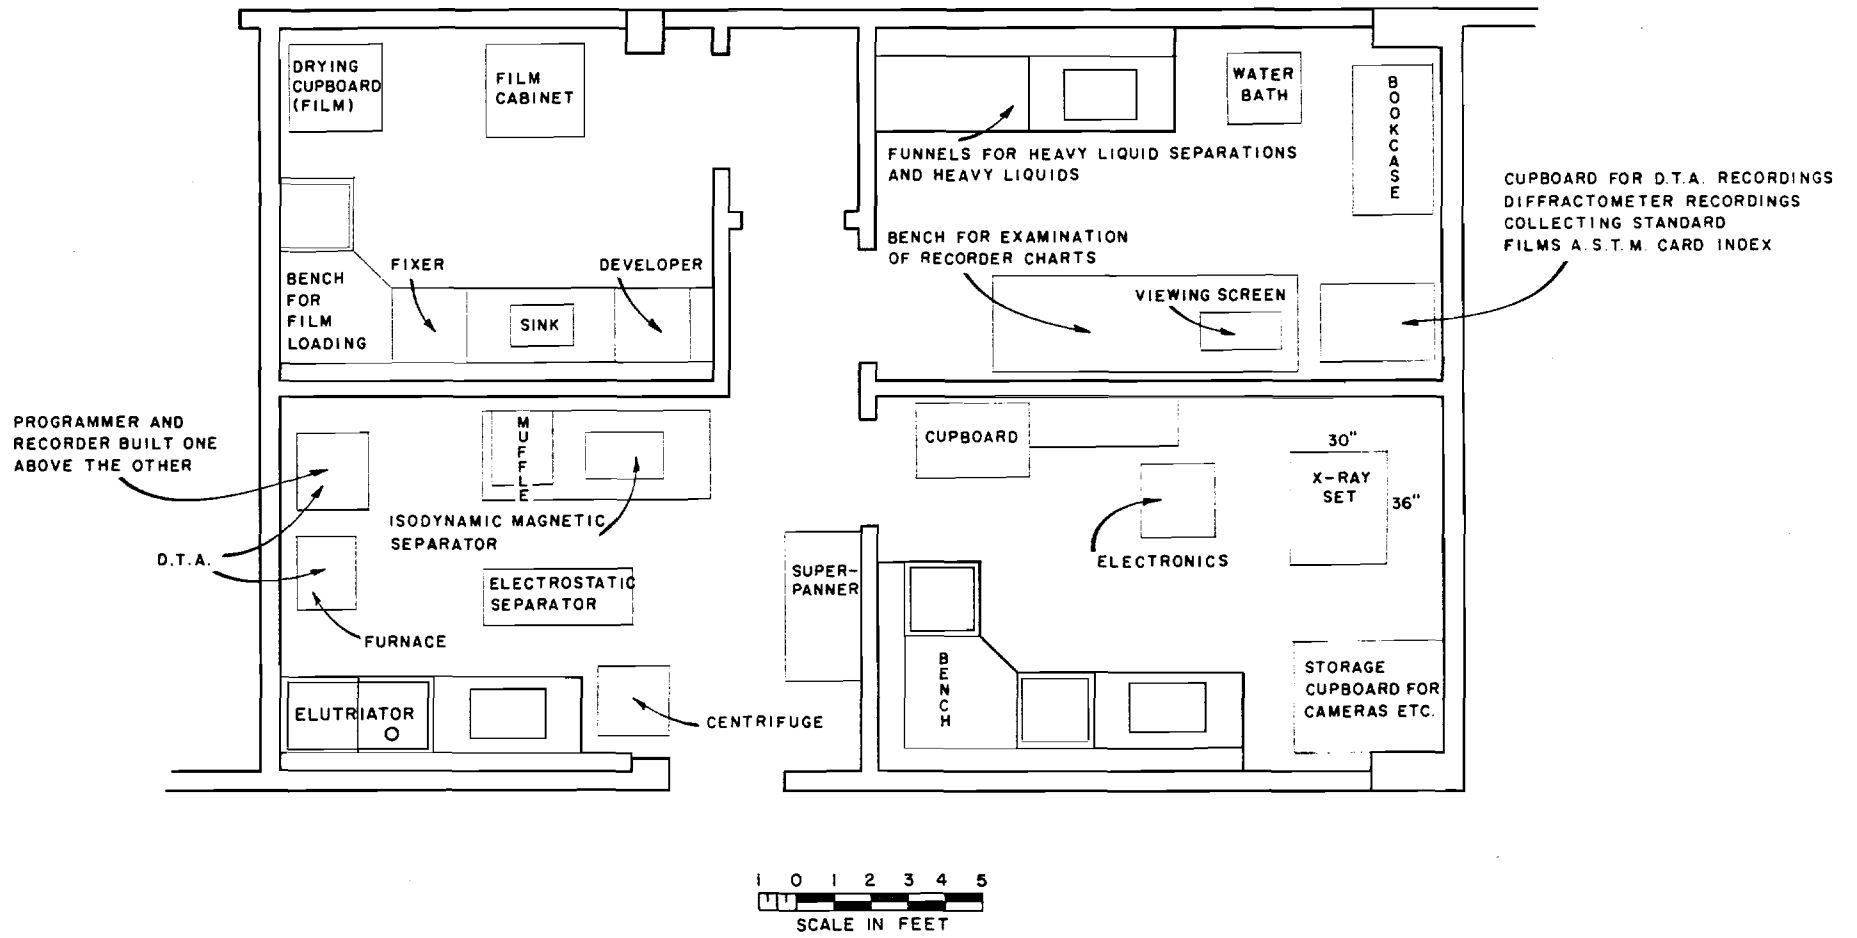 DRYING
CUPBOARD
(FILM)
FILM
CABINET
WATER
BATH
BOOKCASE
FUNNELS FOR HEAVY LIQUID SEPARATIONS
AND HEAVY LIQUIDS
CUPBOARD FOR D.T.A. RECORDINGS
DIFFRACTOMETER RECORDINGS
COLLECTING STANDARD
FILMS A.S.T.M. CARD INDEX
BENCH FOR EXAMINATION
OF RECORDER CHARTS
VIEWING SCREEN
FIXER
DEVELOPER
BENCH
FOR
FILM
LOADING
SINK
PROGRAMMER AND
RECORDER BUILT ONE
ABOVE THE OTHER
MUFFLE
ISODYNAMIC MAGNETIC
SEPARATOR
CUPBOARD
30"
X-RAY
SET
36"
ELECTRONICS
D.T.A.
ELECTROSTATIC
SEPARATOR
SUPER-
PANNER
FURNACE
BENCH
STORAGE
CUPBOARD FOR
CAMERAS ETC.
ELUTRIATOR
CENTRIFUGE
1 0 1 2 3 4 5
SCALE IN FEET